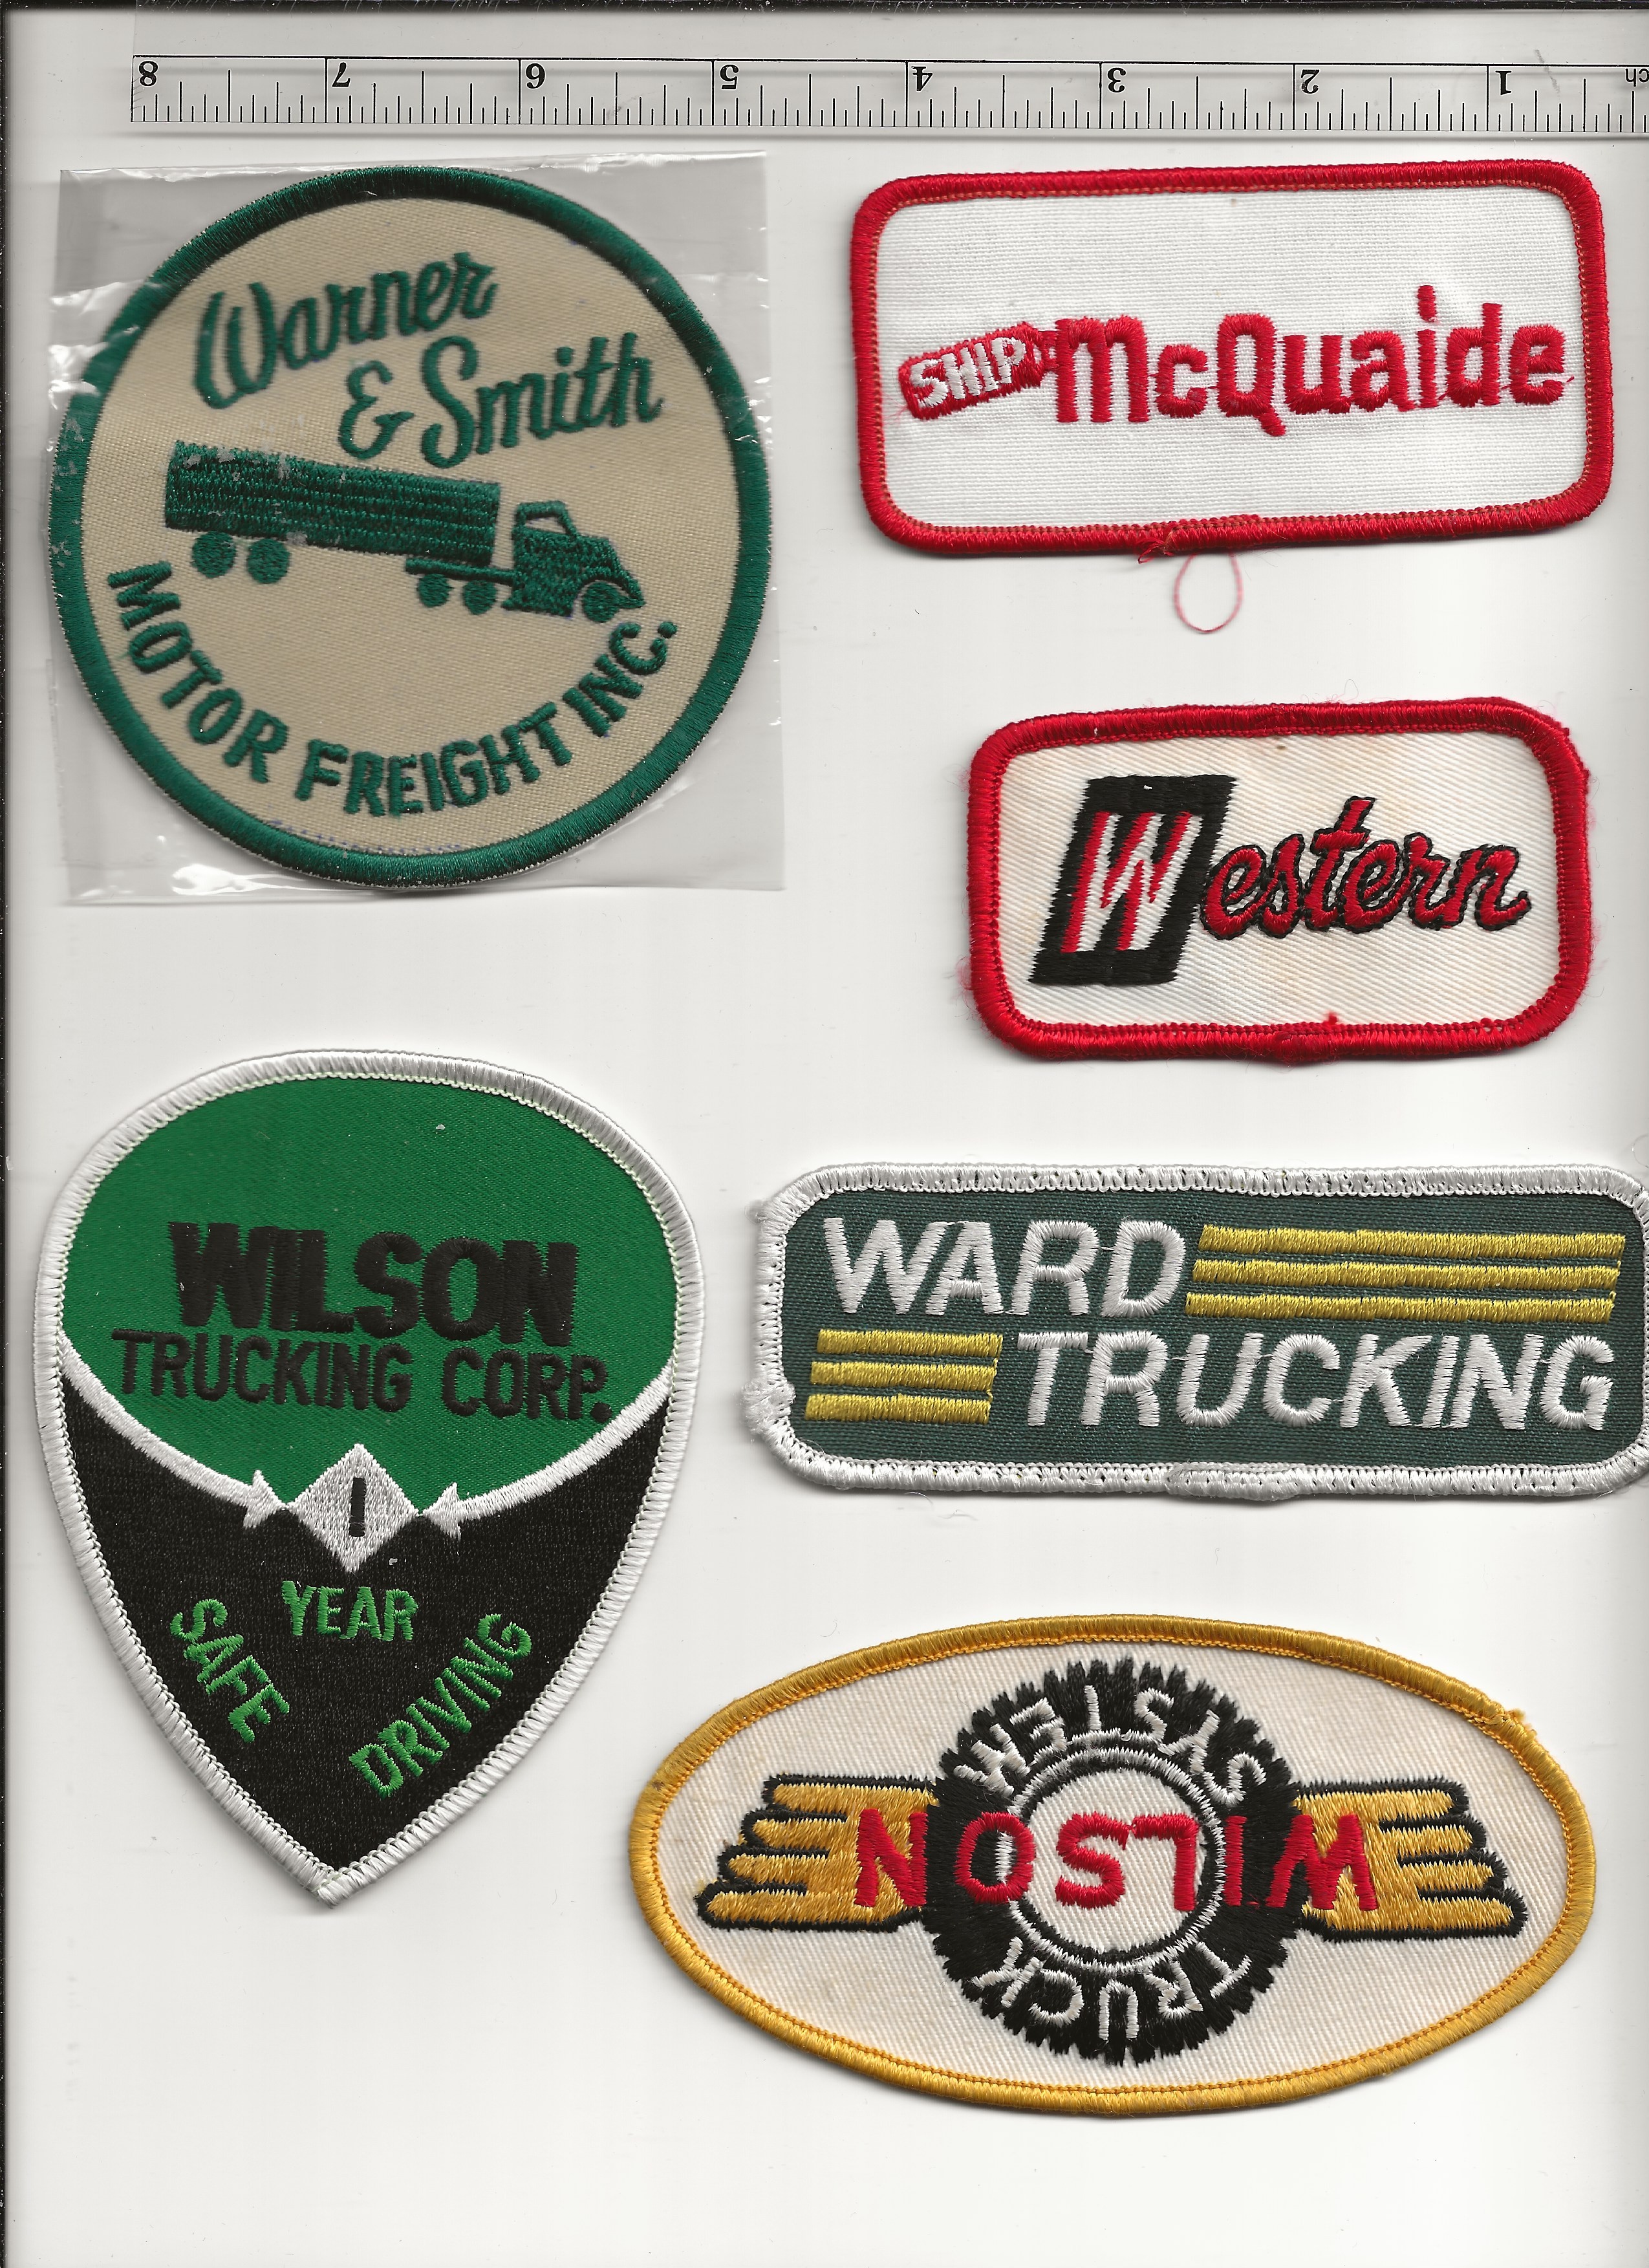 8 7 6 5 4 3 2 1 ch
Warner
& Smith
MOTOR FREIGHT INC.
SHIP McQuaide
Western
WILSON
TRUCKING CORP.
1
YEAR
SAFE DRIVING
WARD
TRUCKING
TRUCK
WILSON
SYSTEM